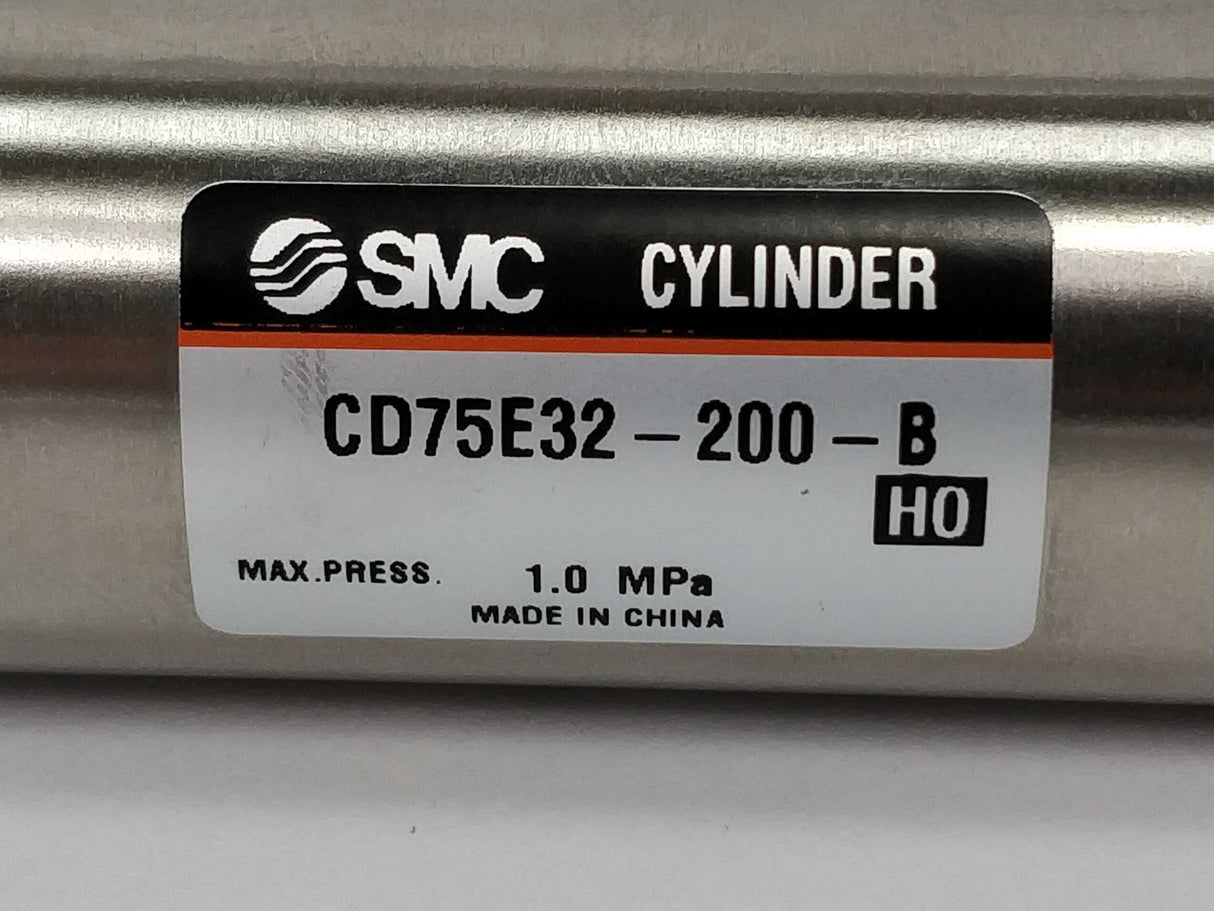 SMC CYLINDER
CD75E32-200-B
HO
MAX.PRESS. 1.0 MPa
MADE IN CHINA